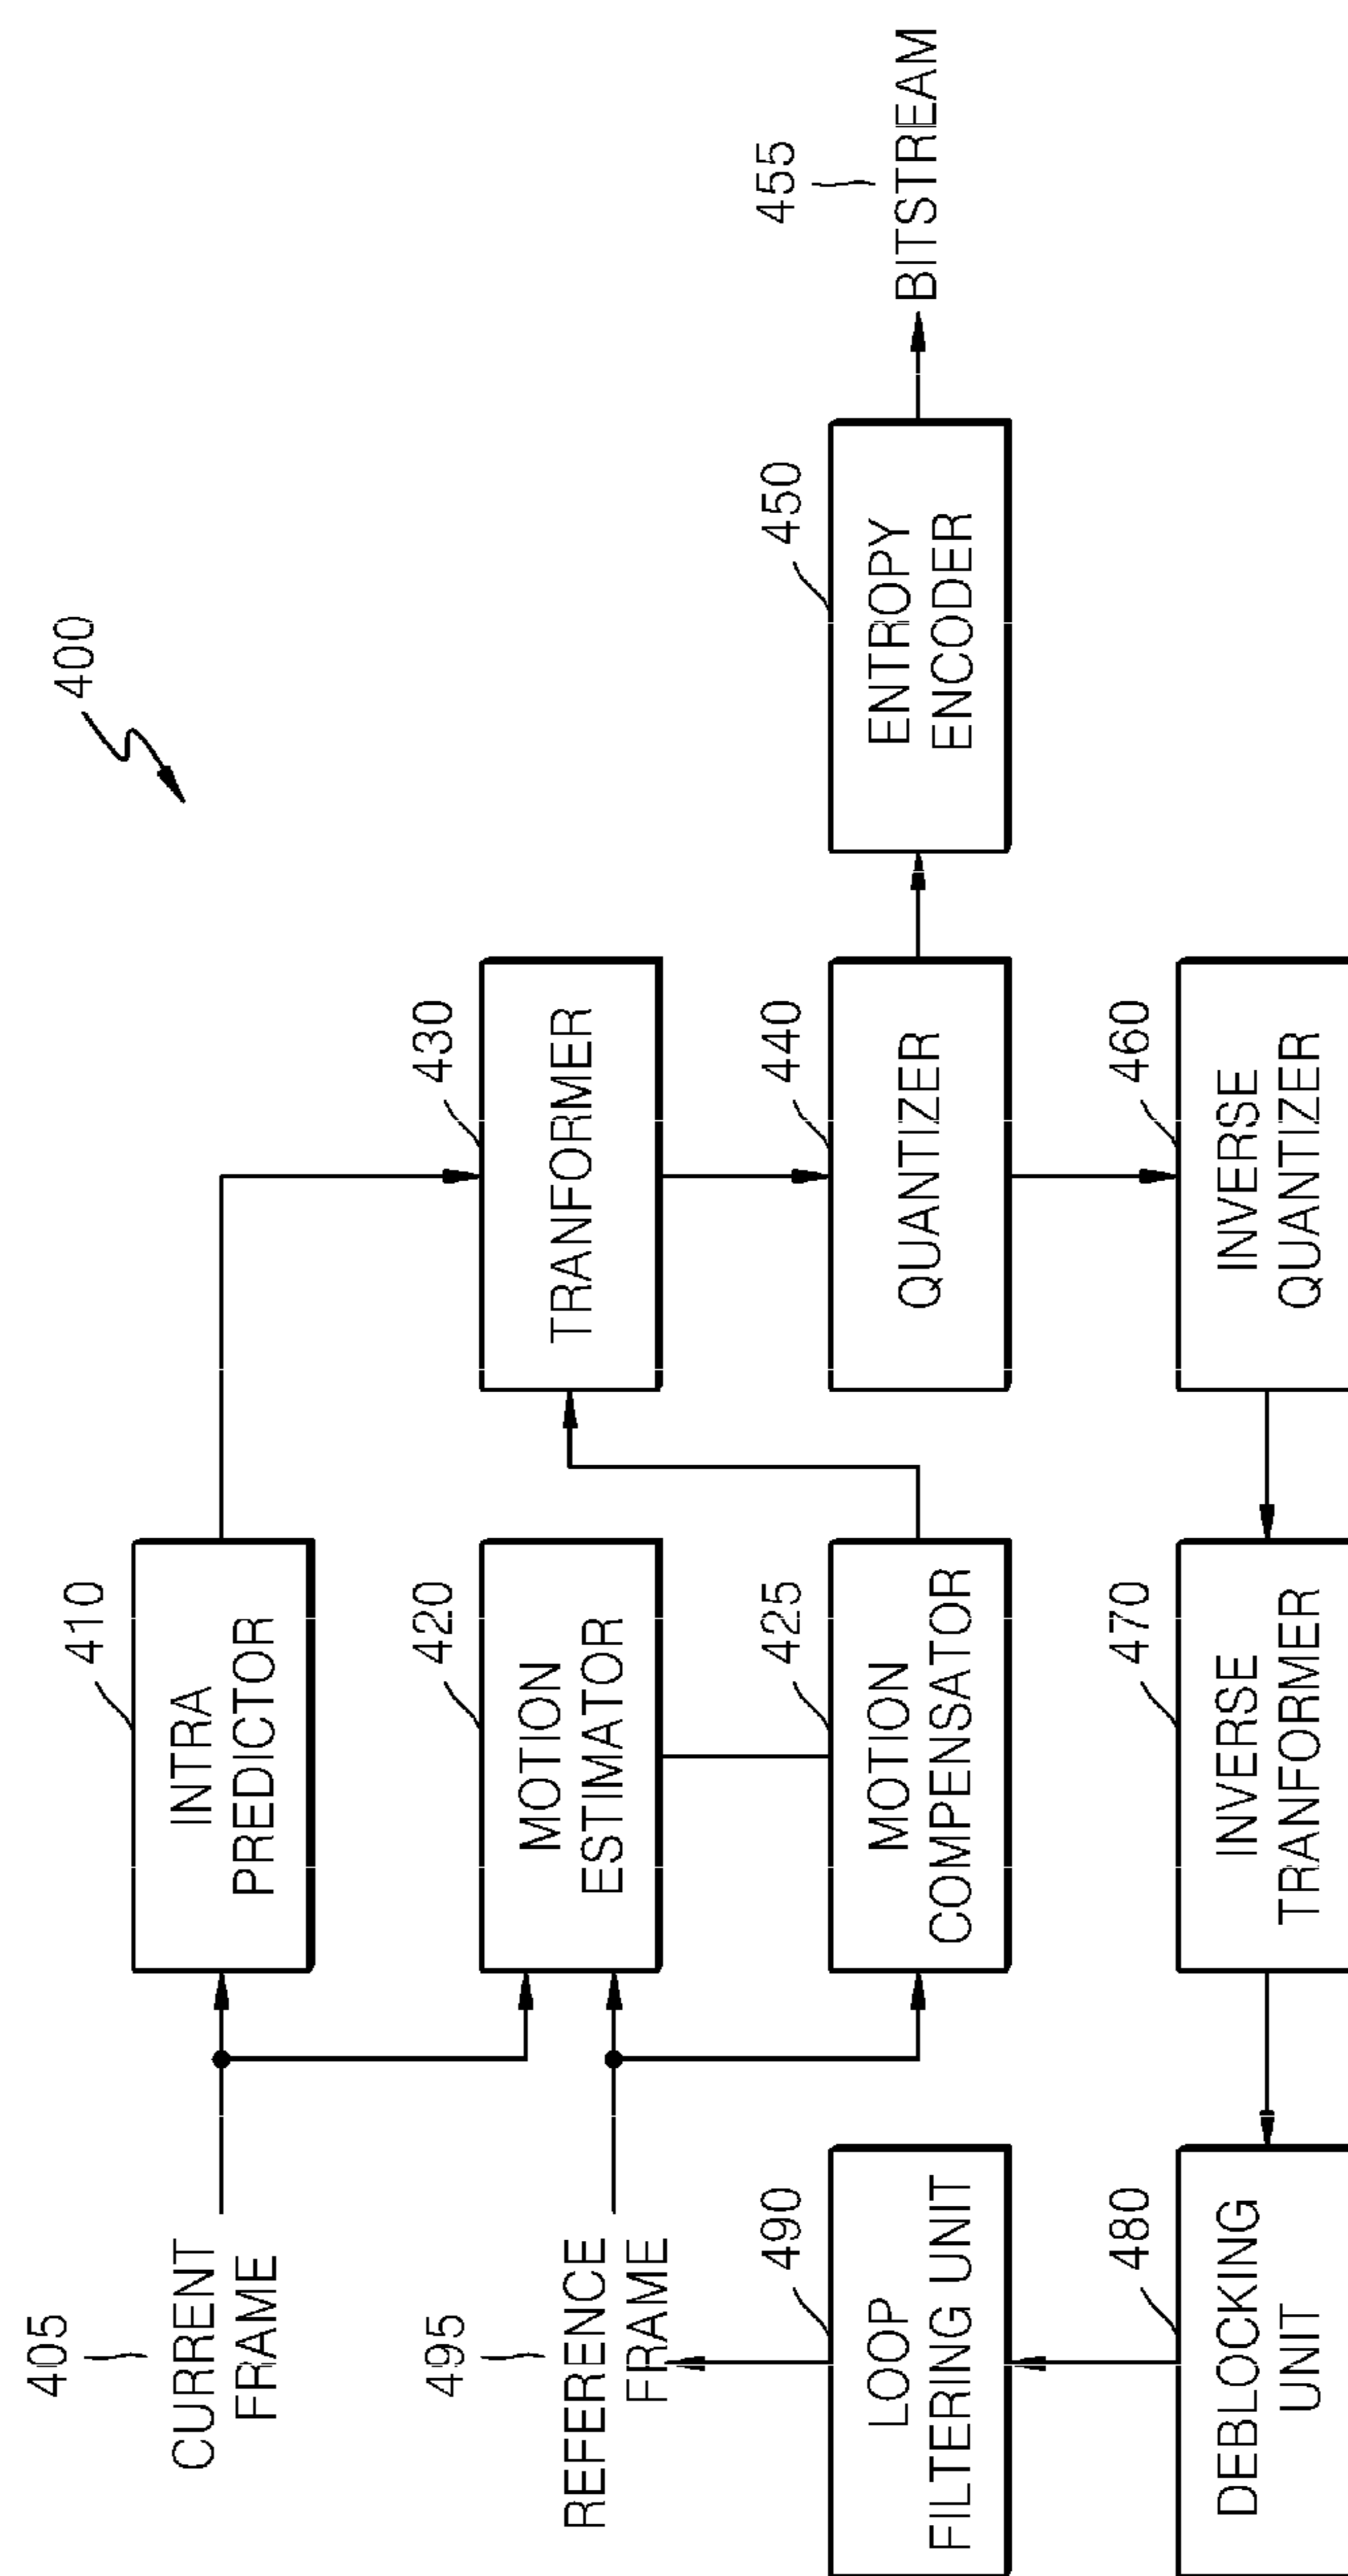 400
405
CURRENT
FRAME
410
INTRA
PREDICTOR
495
REFERENCE
FRAME
420
MOTION
ESTIMATOR
430
TRANFORMER
490
LOOP
FILTERING UNIT
425
MOTION
COMPENSATOR
440
QUANTIZER
450
ENTROPY
ENCODER
455
BITSTREAM
480
DEBLOCKING
UNIT
470
INVERSE
TRANFORMER
460
INVERSE
QUANTIZER